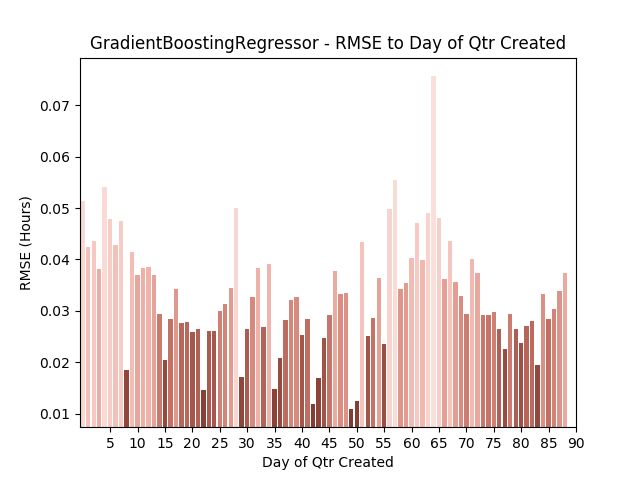 GradientBoostingRegressor - RMSE to Day of Qtr Created
0.07
0.06
0.05
0.04
0.03
0.02
0.01
RMSE (Hours)
5 10 15 20 25 30 35 40 45 50 55 60 65 70 75 80 85 90
Day of Qtr Created